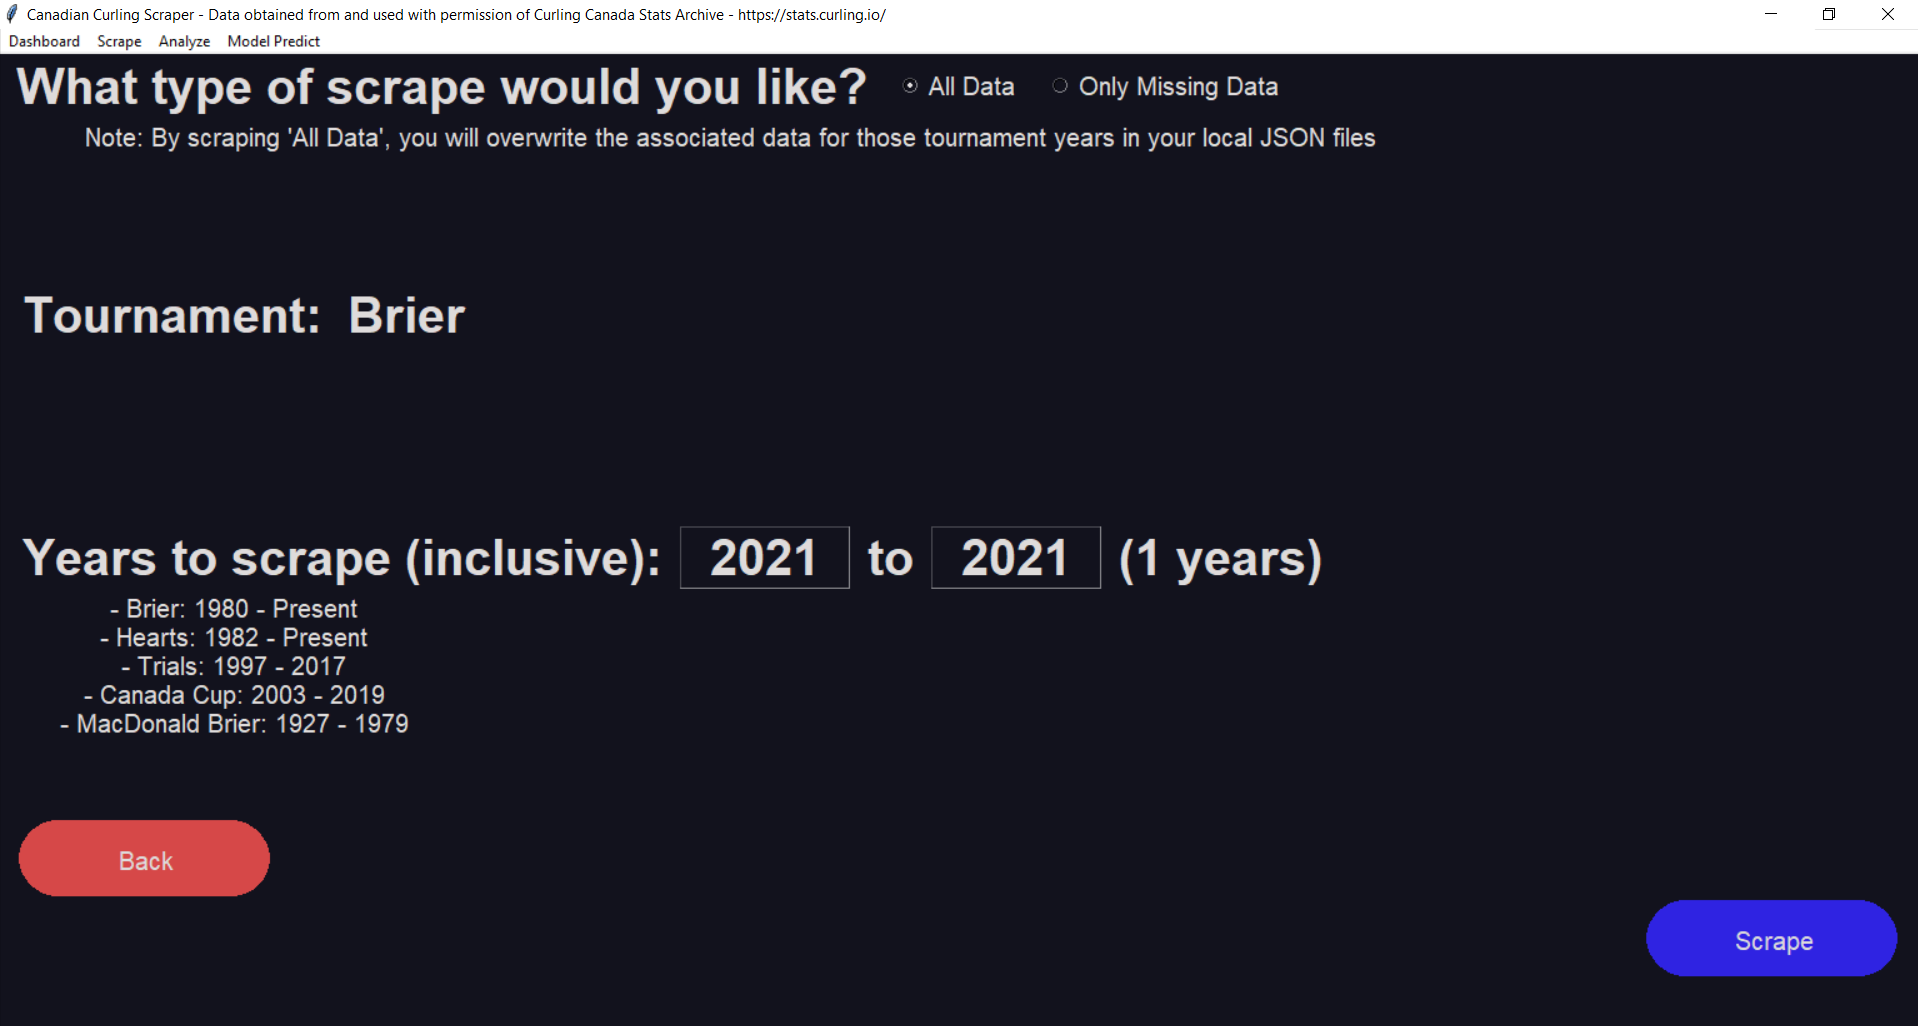 Canadian Curling Scraper - Data obtained from and used with permission of Curling Canada Stats Archive - https://stats.curling.io/
Dashboard Scrape Analyze Model Predict
What type of scrape would you like? All Data Only Missing Data
Note: By scraping 'All Data', you will overwrite the associated data for those tournament years in your local JSON files
Tournament: Brier
Years to scrape (inclusive): 2021 to 2021 (1 years)
- Brier: 1980 - Present
- Hearts: 1982 - Present
- Trials: 1997 - 2017
- Canada Cup: 2003 - 2019
- MacDonald Brier: 1927 - 1979
Back
Scrape